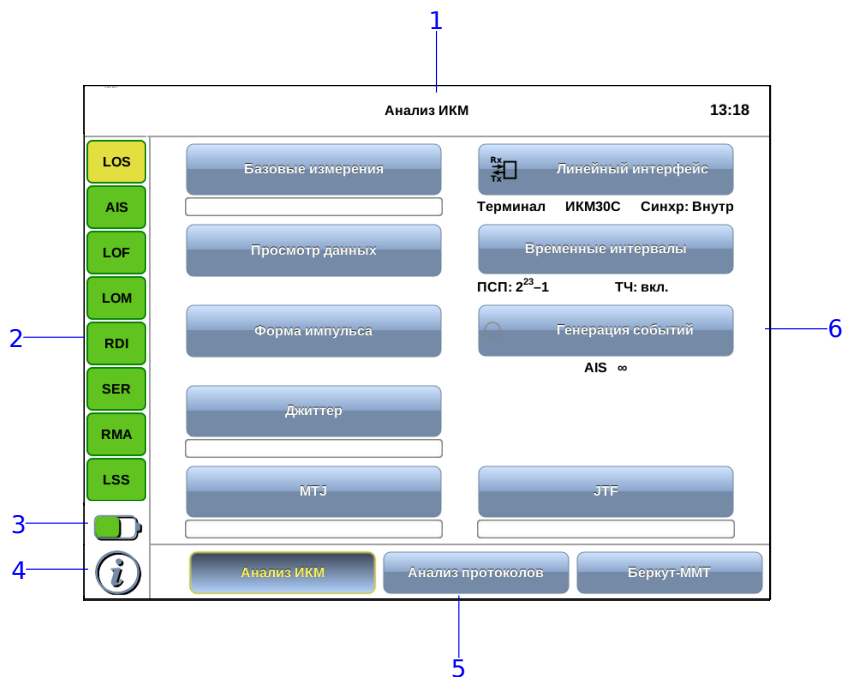 1
Анализ ИКМ 13:18
LOS
AIS
LOF
LOM
RDI
SER
RMA
LSS
2
3
4
Базовые измерения
Просмотр данных
Форма импульса
Джиттер
MTJ
Rx
Tx
Линейный интерфейс
Терминал ИКМ30С Синхр: Внутр
Временные интервалы
ПСП: 2²³–1 ТЧ: вкл.
Генерация событий
AIS ∞
JTF
6
Анализ ИКМ Анализ протоколов Беркут-ММТ
5